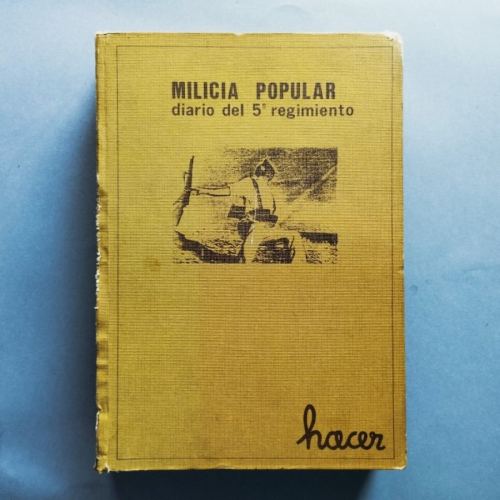 MILICIA POPULAR
diario del 5º regimiento
hacer